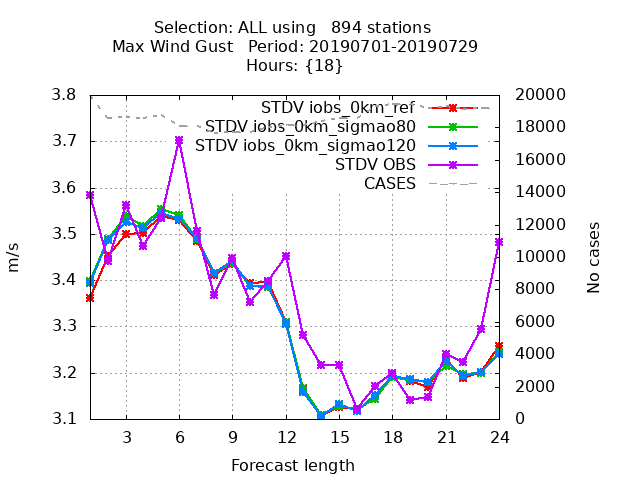 Selection: ALL using   894 stations
Max Wind Gust   Period: 20190701-20190729
Hours: {18}
3.8
3.7
3.6
3.5
3.4
3.3
3.2
3.1
m/s
STDV iobs_0km_ref
STDV iobs_0km_sigmao80
STDV iobs_0km_sigmao120
STDV OBS
CASES
20000
18000
16000
14000
12000
10000
8000
6000
4000
2000
0
No cases
3 6 9 12 15 18 21 24
Forecast length